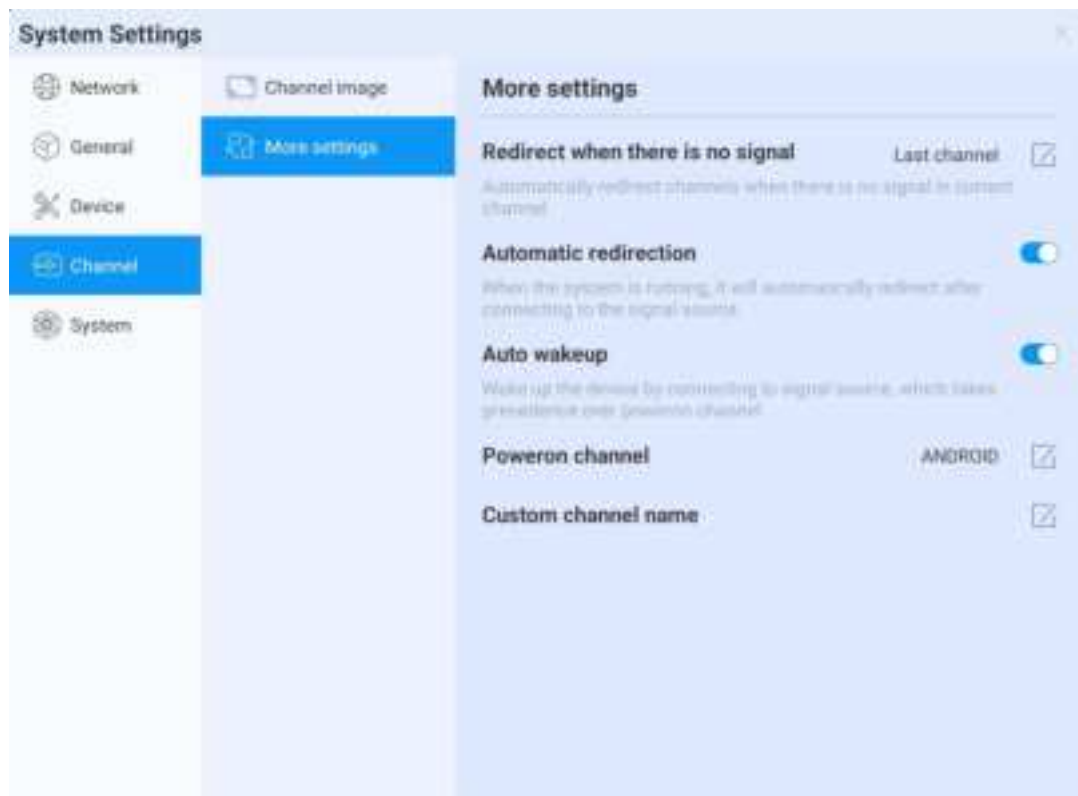 System Settings
Network
General
Device
Channel
System
Channel image
More settings
More settings
Redirect when there is no signal
Last channel
Automatically redirect channels when there is no signal in current
channel
Automatic redirection
When the system is running, it will automatically redirect after
connecting to the signal source
Auto wakeup
Wake up the device by connecting to signal source, which takes
precedence over poweron channel
Poweron channel
ANDROID
Custom channel name